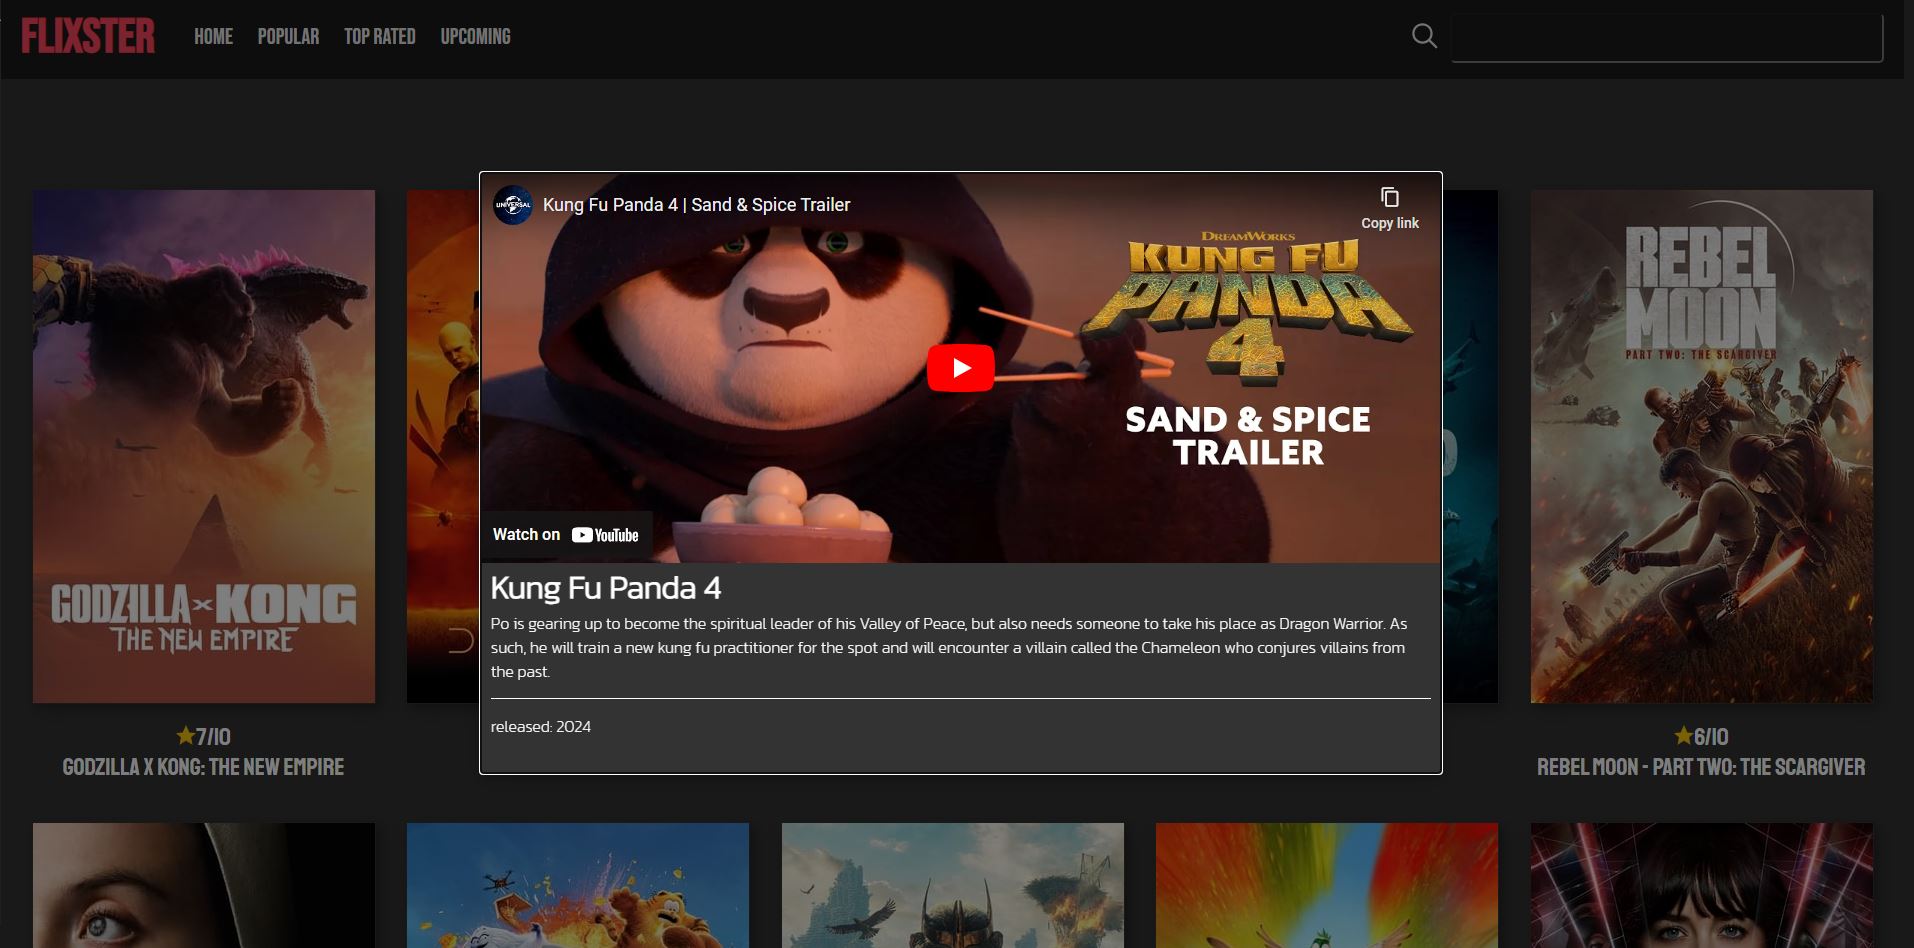 FLIXSTER
HOME POPULAR TOP RATED UPCOMING
UNIVERSAL
Kung Fu Panda 4 | Sand & Spice Trailer
Copy link
DREAMWORKS
KUNG FU
PANDA
4
SAND & SPICE
TRAILER
Watch on YouTube
Kung Fu Panda 4
Po is gearing up to become the spiritual leader of his Valley of Peace, but also needs someone to take his place as Dragon Warrior. As
such, he will train a new kung fu practitioner for the spot and will encounter a villain called the Chameleon who conjures villains from
the past.
released: 2024
GODZILLA x KONG
THE NEW EMPIRE
7/10
GODZILLA X KONG: THE NEW EMPIRE
REBEL
MOON
PART TWO: THE SCARGIVER
6/10
REBEL MOON - PART TWO: THE SCARGIVER